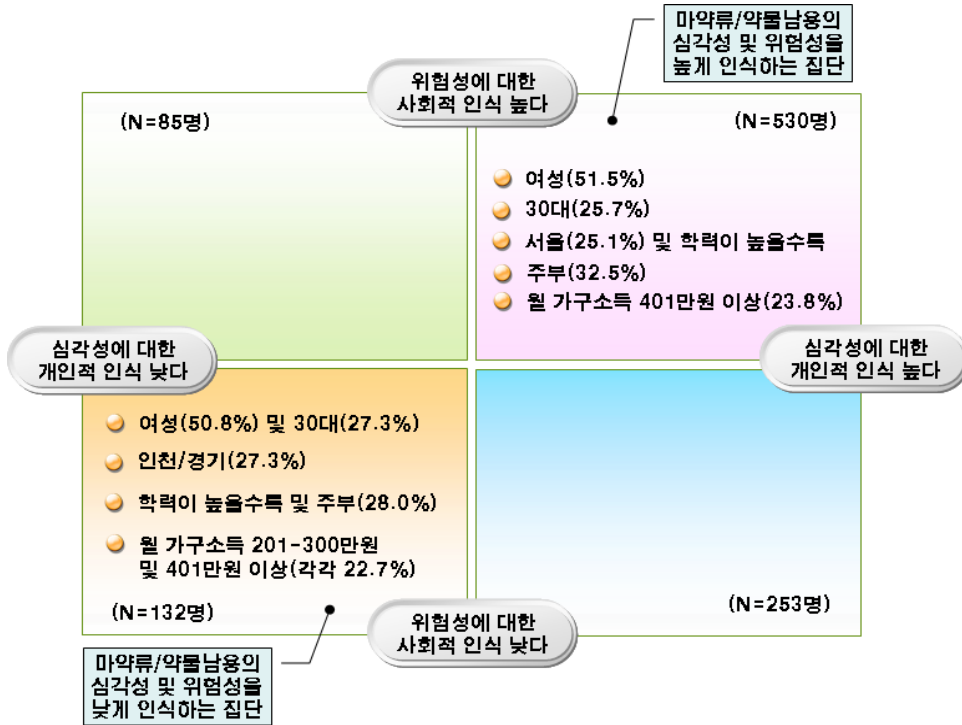 마약류/약물남용의
심각성 및 위험성을
높게 인식하는 집단
위험성에 대한
사회적 인식 높다
(N=85명)
(N=530명)
여성(51.5%)
30대(25.7%)
서울(25.1%) 및 학력이 높을수록
주부(32.5%)
월 가구소득 401만원 이상(23.8%)
심각성에 대한
개인적 인식 낮다
심각성에 대한
개인적 인식 높다
여성(50.8%) 및 30대(27.3%)
인천/경기(27.3%)
학력이 높을수록 및 주부(28.0%)
월 가구소득 201-300만원
및 401만원 이상(각각 22.7%)
(N=132명)
(N=253명)
위험성에 대한
사회적 인식 낮다
마약류/약물남용의
심각성 및 위험성을
낮게 인식하는 집단